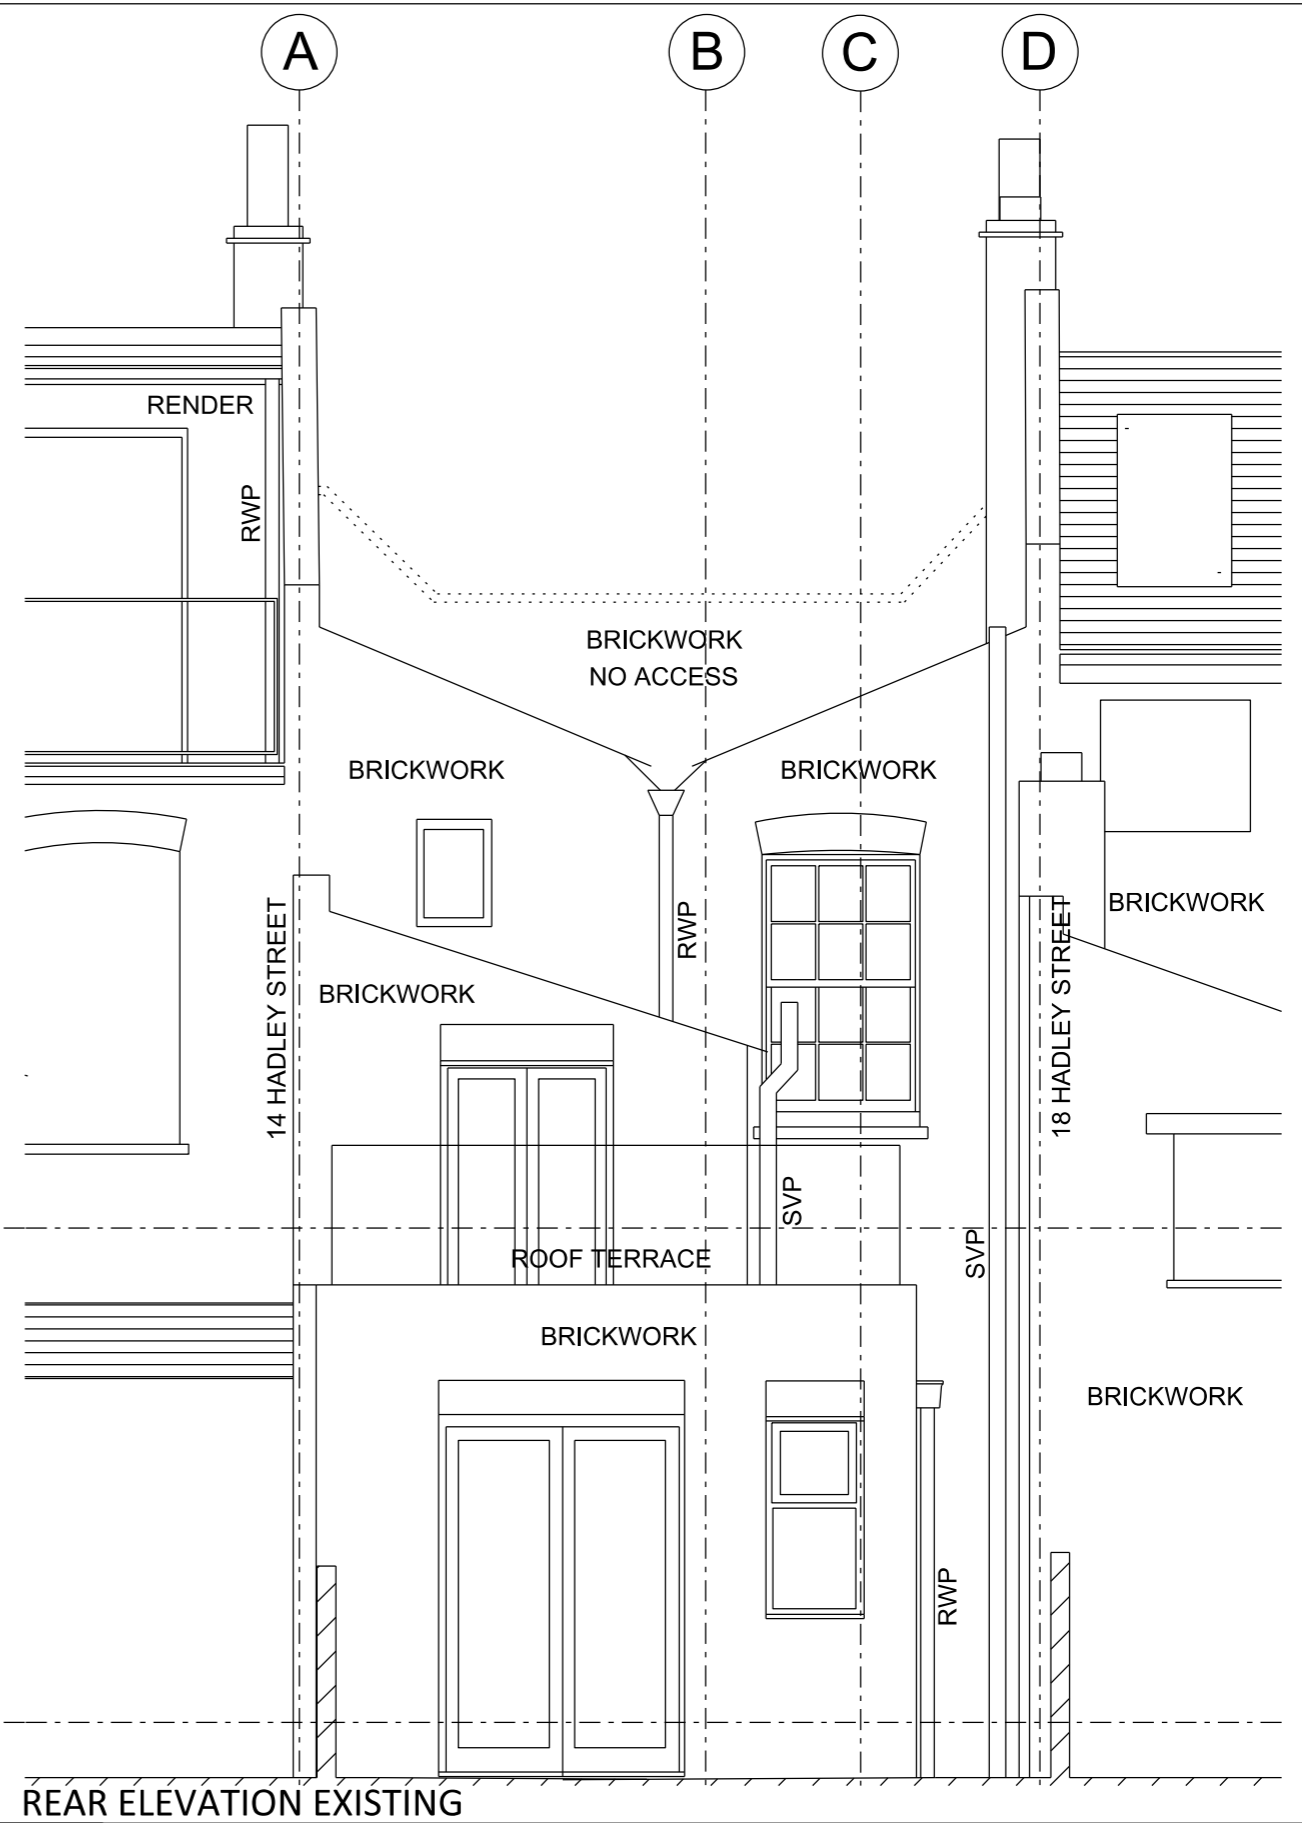 A
B
C
D
RENDER
RWP
BRICKWORK
NO ACCESS
BRICKWORK
BRICKWORK
BRICKWORK
RWP
14 HADLEY STREET
18 HADLEY STREET
BRICKWORK
SVP
SVP
ROOF TERRACE
BRICKWORK
BRICKWORK
RWP
REAR ELEVATION EXISTING